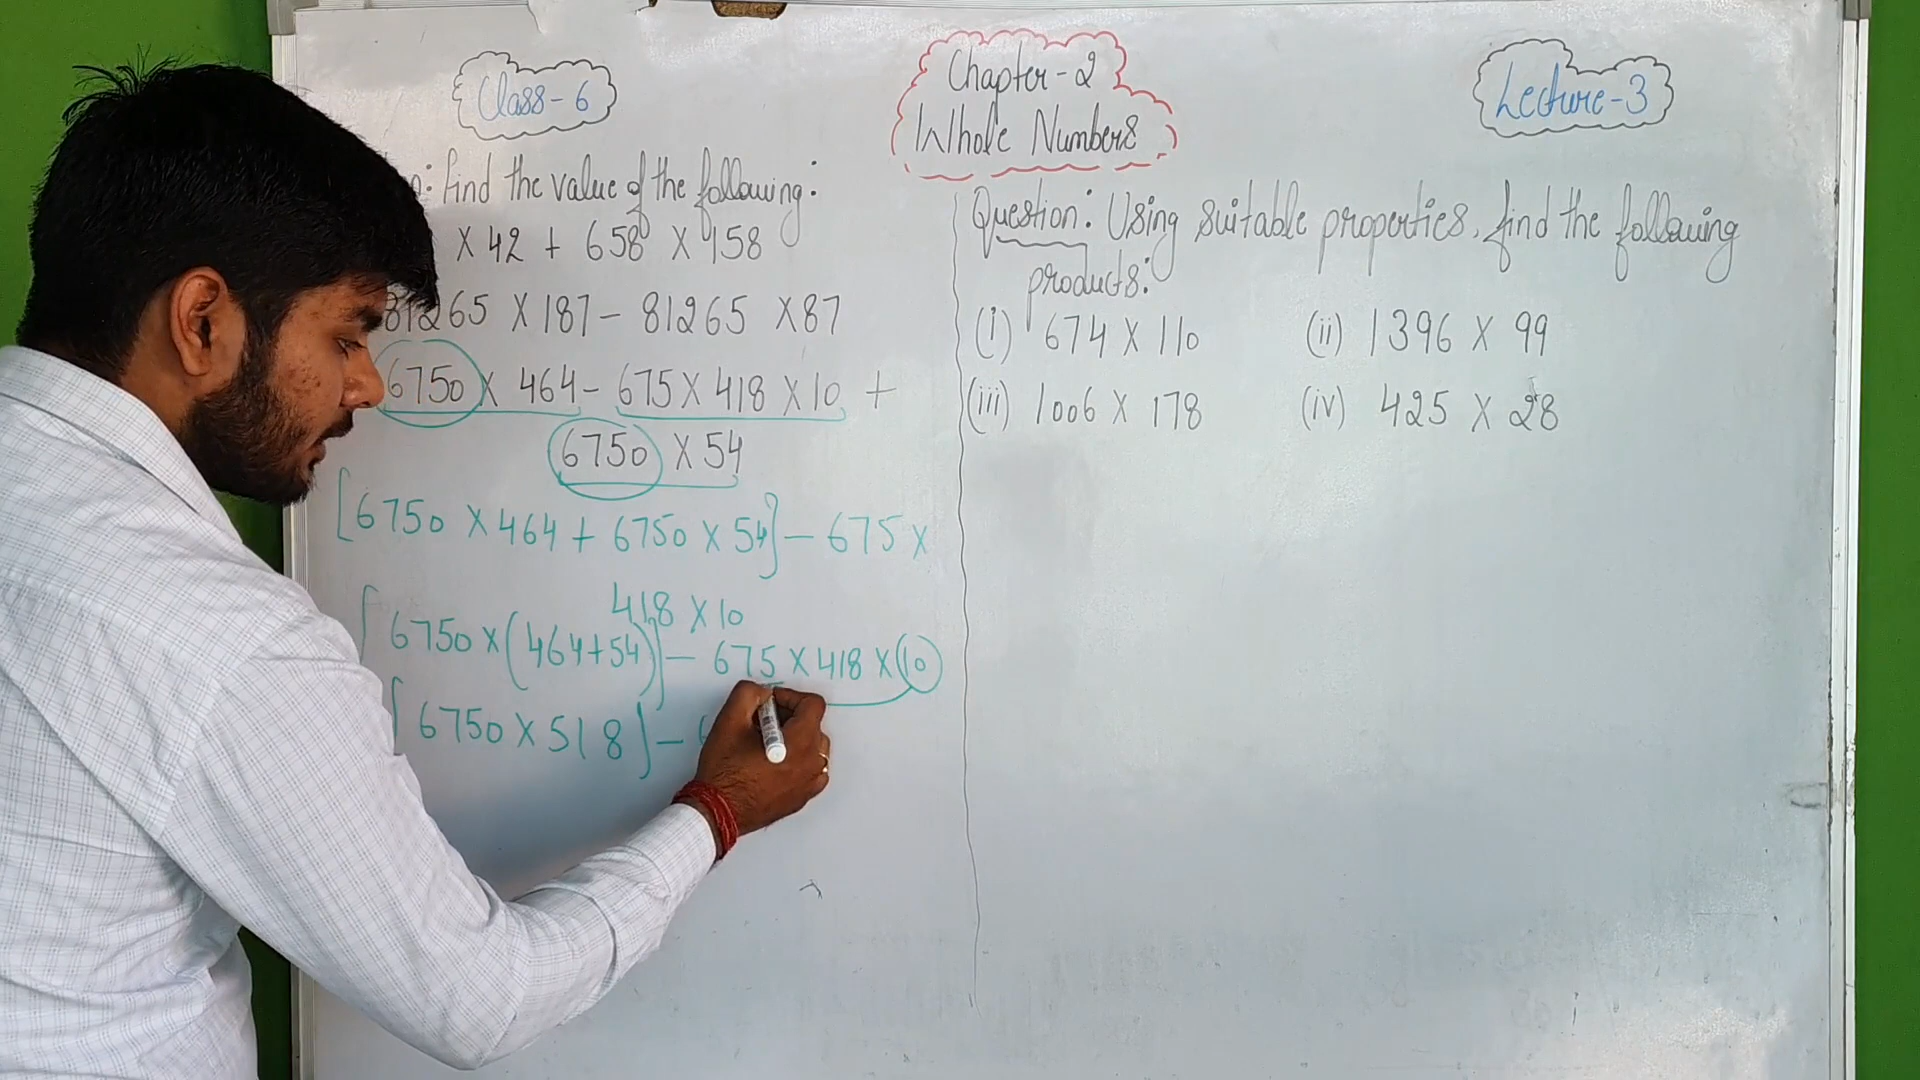 Class-6
Chapter-2
Whole Numbers
Lecture-3
: Find the value of the following:
× 42 + 658 × 158
81265 × 187 - 81265 × 87
6750 × 464 - 675 × 418 × 10 +
6750 × 54
[6750 × 464 + 6750 × 54] - 675 ×
418 × 10
[6750 × (464 + 54)] - 675 × 418 × 10
[6750 × 518] -
Question: Using suitable properties, find the following
products:
(i) 674 × 110 (ii) 1396 × 99
(iii) 1006 × 178 (iv) 425 × 28